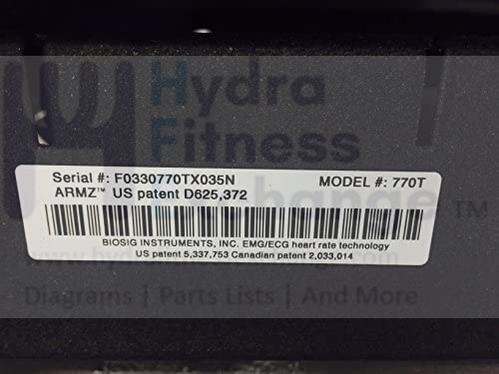 Hydra
Fitness
Exchange™
Serial #: F0330770TX035N
MODEL #: 770T
ARMZ™ US patent D625,372
BIOSIG INSTRUMENTS, INC. EMG/ECG heart rate technology
US patent 5,337,753 Canadian patent 2,033,014
Diagrams | Parts Lists | And More